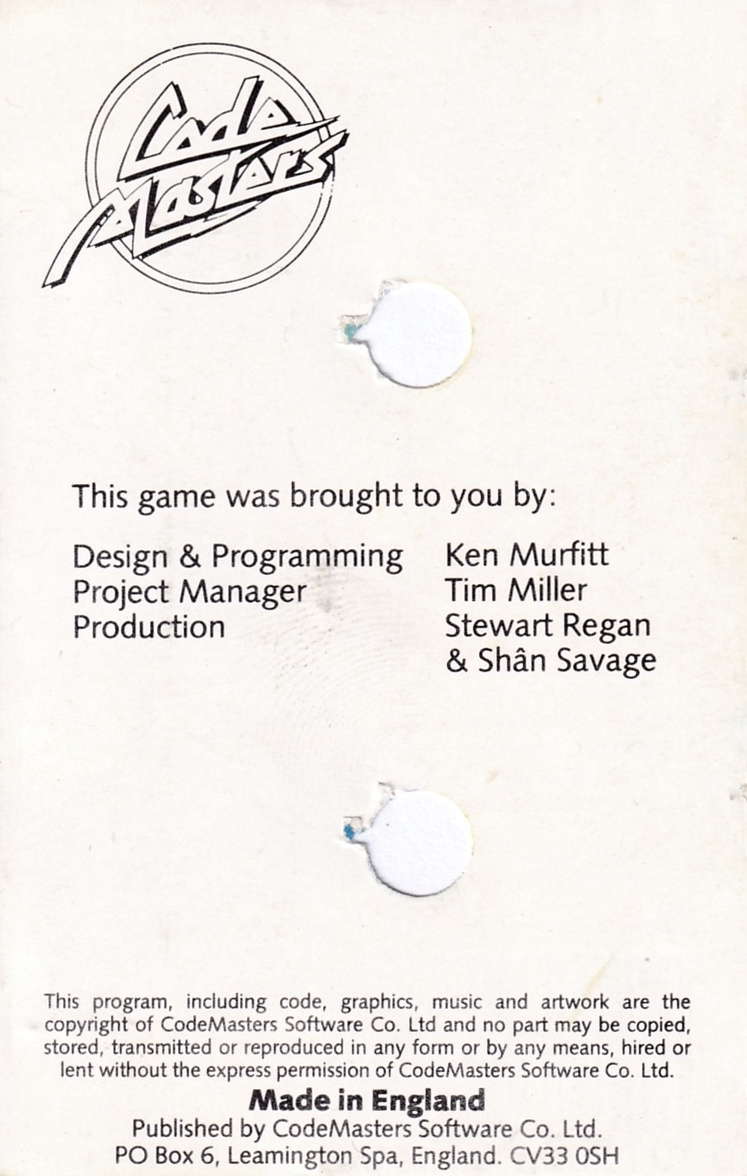 Code
Masters
This game was brought to you by:
Design & Programming Ken Murfitt
Project Manager Tim Miller
Production Stewart Regan
& Shân Savage
This program, including code, graphics, music and artwork are the
copyright of CodeMasters Software Co. Ltd and no part may be copied,
stored, transmitted or reproduced in any form or by any means, hired or
lent without the express permission of CodeMasters Software Co. Ltd.
Made in England
Published by CodeMasters Software Co. Ltd.
PO Box 6, Leamington Spa, England. CV33 0SH